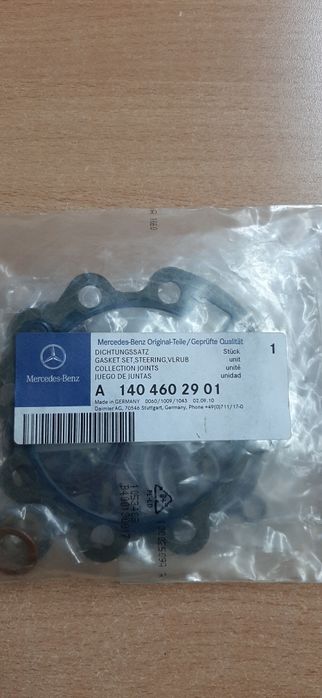 Mercedes-Benz Original-Teile/Geprüfte Qualität
DICHTUNGSSATZ Stück 1
GASKET SET,STEERING,VLRUB unit
COLLECTION JOINTS unité
JUEGO DE JUNTAS unidad
Mercedes-Benz
A 140 460 29 01
Made in GERMANY 0060/1009/1043 02.09.10
Daimler AG, 70546 Stuttgart, Germany, Phone +49(0)711/17-0
PE-LD